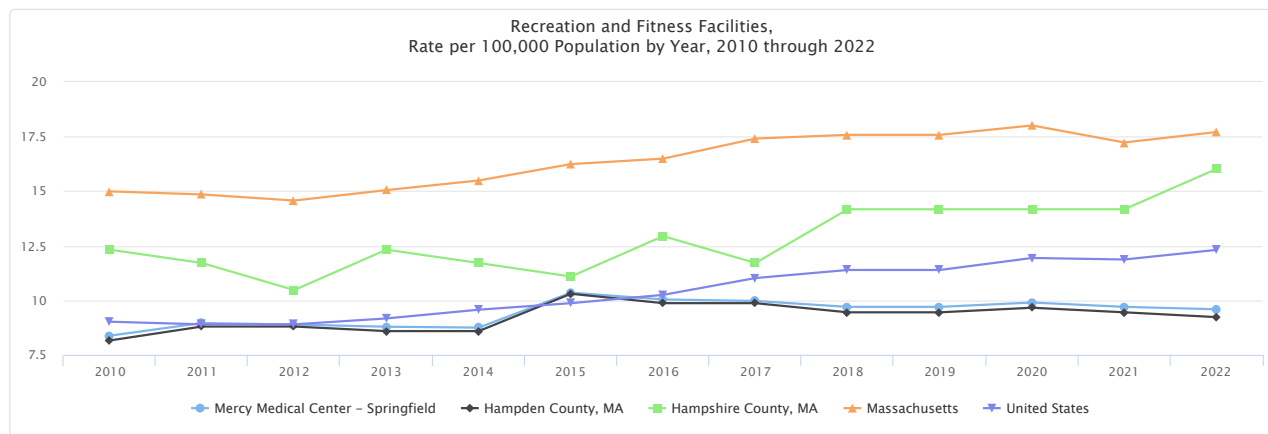 Recreation and Fitness Facilities,
Rate per 100,000 Population by Year, 2010 through 2022
20
17.5
15
12.5
10
7.5
2010 2011 2012 2013 2014 2015 2016 2017 2018 2019 2020 2021 2022
Mercy Medical Center – Springfield Hampden County, MA Hampshire County, MA Massachusetts United States